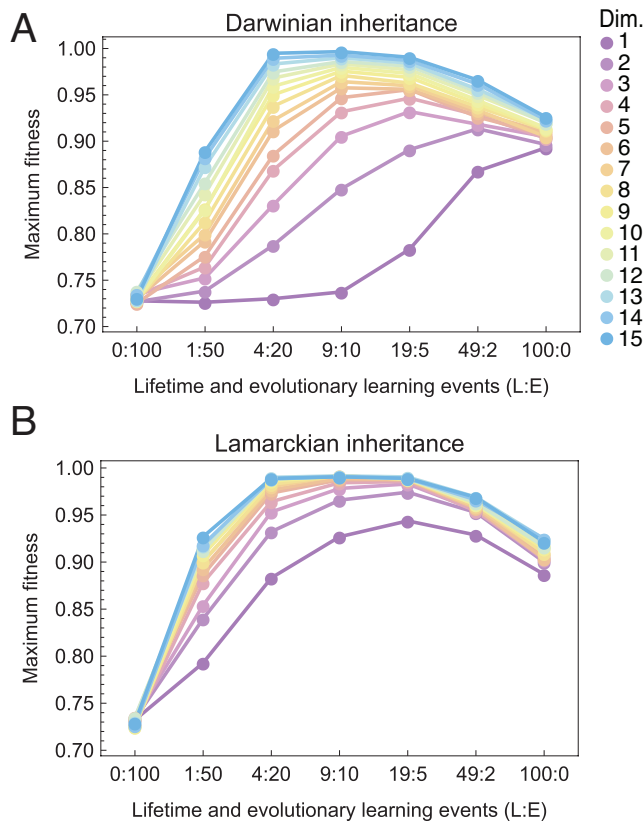 A
Darwinian inheritance
Dim.
1
2
3
4
5
6
7
8
9
10
11
12
13
14
15
1.00
0.95
0.90
0.85
0.80
0.75
0.70
Maximum fitness
0:100 1:50 4:20 9:10 19:5 49:2 100:0
Lifetime and evolutionary learning events (L:E)
B
Lamarckian inheritance
1.00
0.95
0.90
0.85
0.80
0.75
0.70
Maximum fitness
0:100 1:50 4:20 9:10 19:5 49:2 100:0
Lifetime and evolutionary learning events (L:E)